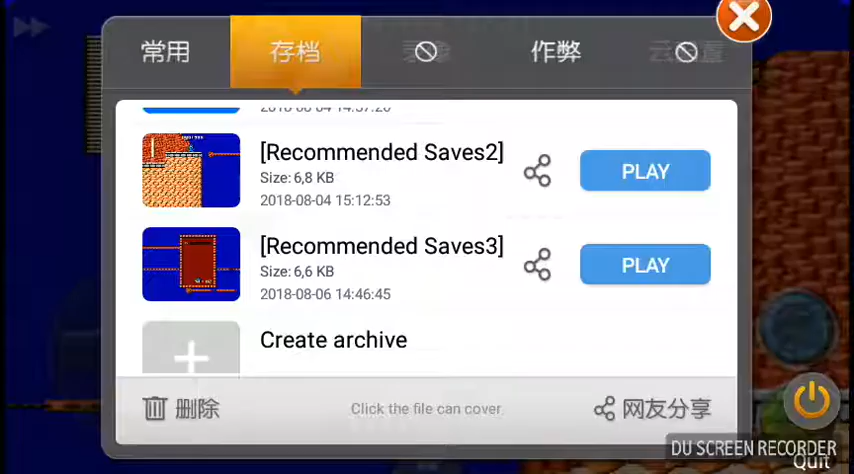 常用
存档
作弊
[Recommended Saves2]
Size: 6,8 KB
2018-08-04 15:12:53
PLAY
[Recommended Saves3]
Size: 6,6 KB
2018-08-06 14:46:45
PLAY
Create archive
删除
Click the file can cover
网友分享
DU SCREEN RECORDER
Quit